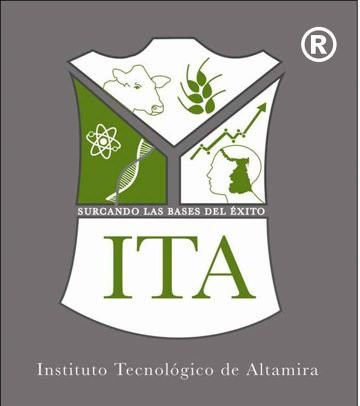 ®
SURCANDO LAS BASES DEL ÉXITO
ITA
Instituto Tecnológico de Altamira